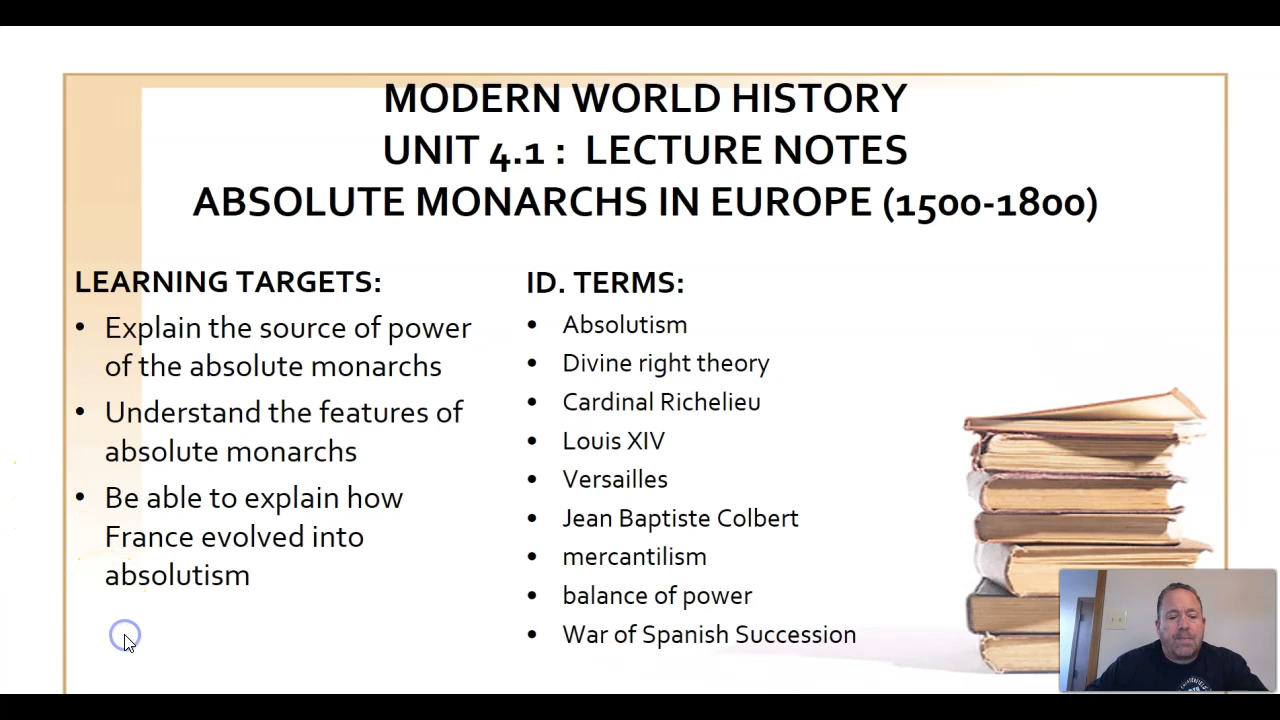 MODERN WORLD HISTORY
UNIT 4.1 : LECTURE NOTES
ABSOLUTE MONARCHS IN EUROPE (1500-1800)
LEARNING TARGETS:
• Explain the source of power
of the absolute monarchs
• Understand the features of
absolute monarchs
• Be able to explain how
France evolved into
absolutism
ID. TERMS:
• Absolutism
• Divine right theory
• Cardinal Richelieu
• Louis XIV
• Versailles
• Jean Baptiste Colbert
• mercantilism
• balance of power
• War of Spanish Succession